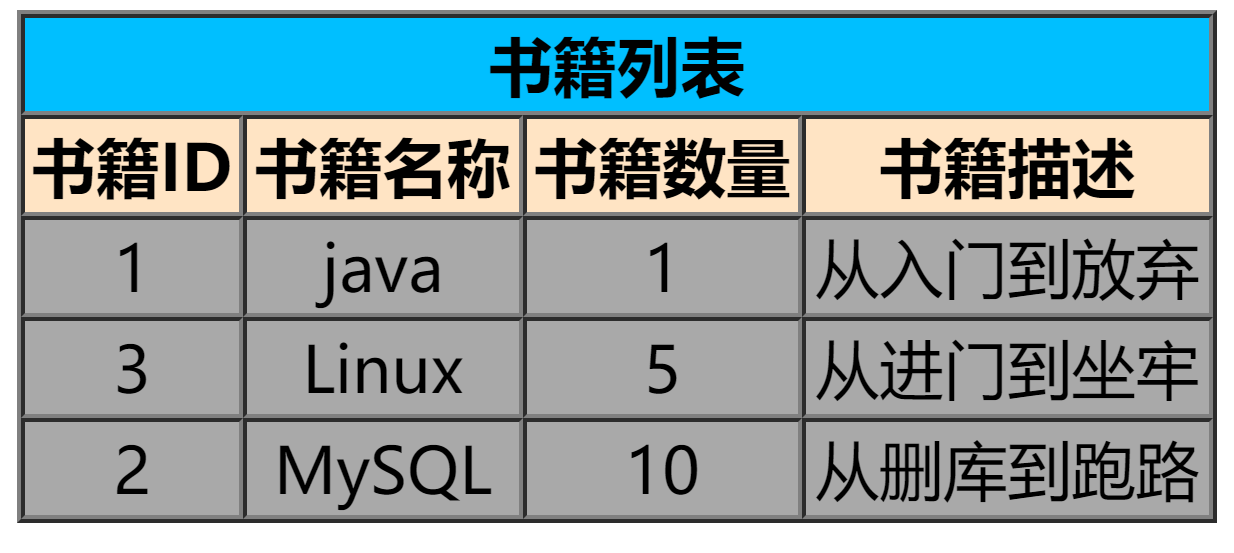 书籍列表
书籍ID 书籍名称 书籍数量 书籍描述
1 java 1 从入门到放弃
3 Linux 5 从进门到坐牢
2 MySQL 10 从删库到跑路